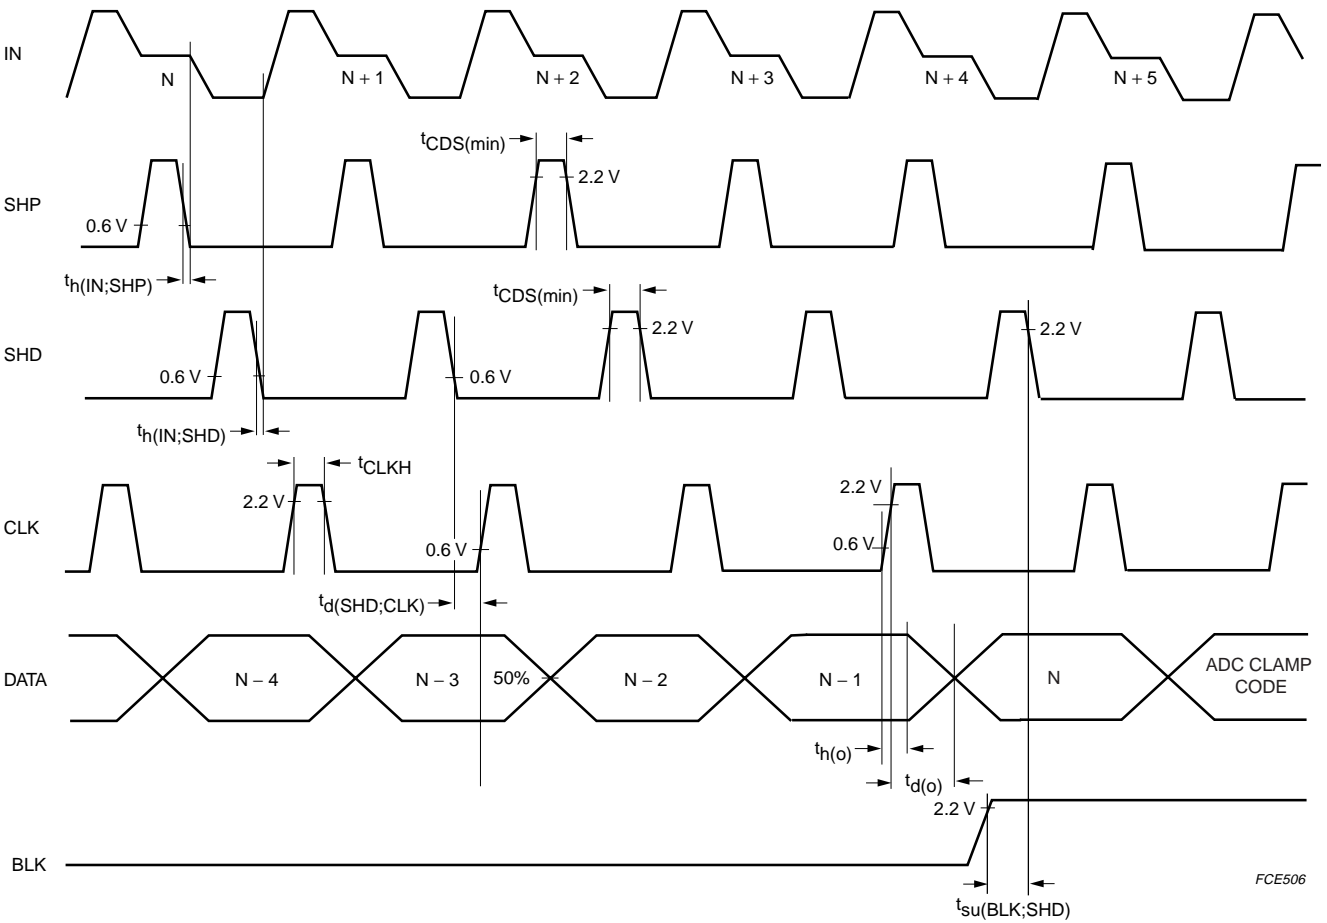 IN
N
N + 1
N + 2
N + 3
N + 4
N + 5
tCDS(min)
2.2 V
SHP
0.6 V
th(IN;SHP)
tCDS(min)
2.2 V
2.2 V
SHD
0.6 V
0.6 V
th(IN;SHD)
tCLKH
2.2 V
2.2 V
CLK
0.6 V
0.6 V
td(SHD;CLK)
DATA
N − 4
N − 3
50%
N − 2
N − 1
N
ADC CLAMP
CODE
th(o)
td(o)
2.2 V
BLK
FCE506
tsu(BLK;SHD)